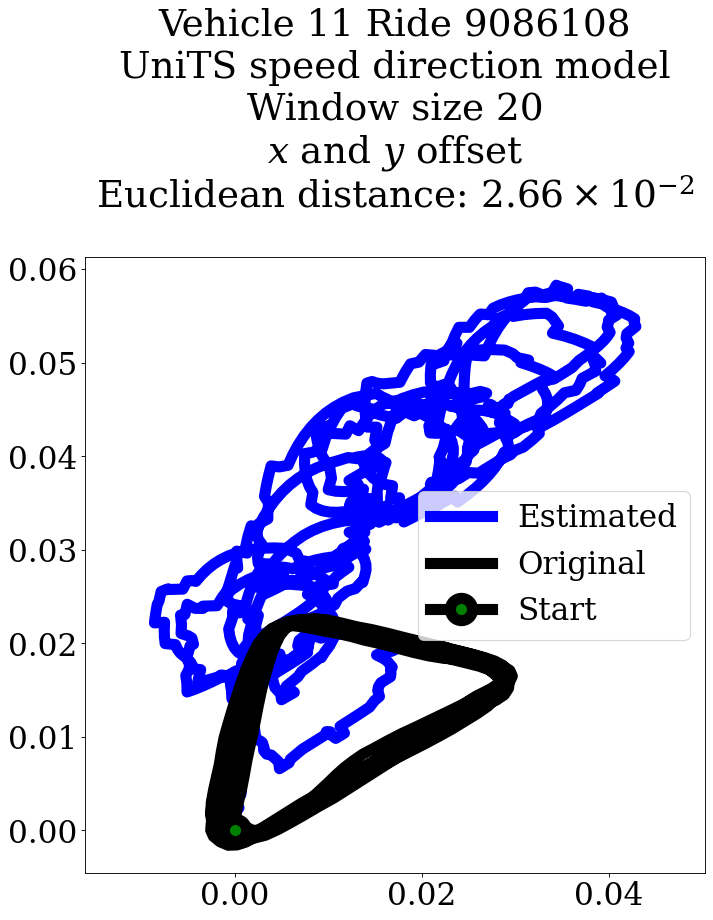 Vehicle 11 Ride 9086108
UniTS speed direction model
Window size 20
x and y offset
Euclidean distance: 2.66 × 10⁻²
0.06
0.05
0.04
0.03
0.02
0.01
0.00
Estimated
Original
Start
0.00 0.02 0.04